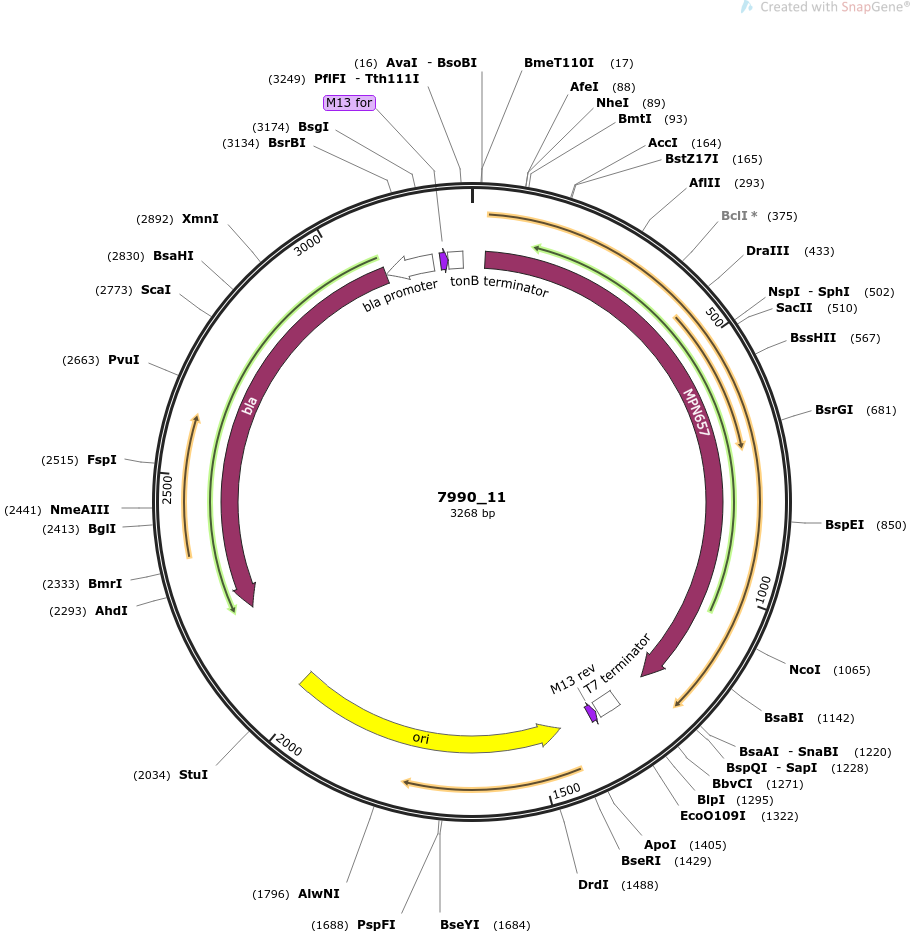 Created with SnapGene®
(16) AvaI - BsoBI
BmeT110I (17)
(3249) PflFI - Tth111I
AfeI (88)
M13 for
NheI (89)
BmtI (93)
(3174) BsgI
(3134) BsrBI
AccI (164)
BstZ17I (165)
AflII (293)
(2892) XmnI
BclI * (375)
3000
DraIII (433)
(2830) BsaHI
bla promoter
tonB terminator
(2773) ScaI
NspI - SphI (502)
SacII (510)
500
BssHII (567)
(2663) PvuI
bla
MPN657
BsrGI (681)
(2515) FspI
2500
7990_11
3268 bp
(2441) NmeAIII
(2413) BglI
BspEI (850)
(2333) BmrI
1000
(2293) AhdI
NcoI (1065)
M13 rev
T7 terminator
BsaBI (1142)
ori
2000
BsaAI - SnaBI (1220)
BspQI - SapI (1228)
(2034) StuI
BbvCI (1271)
1500
BlpI (1295)
EcoO109I (1322)
ApoI (1405)
BseRI (1429)
DrdI (1488)
(1796) AlwNI
(1688) PspFI
BseYI (1684)